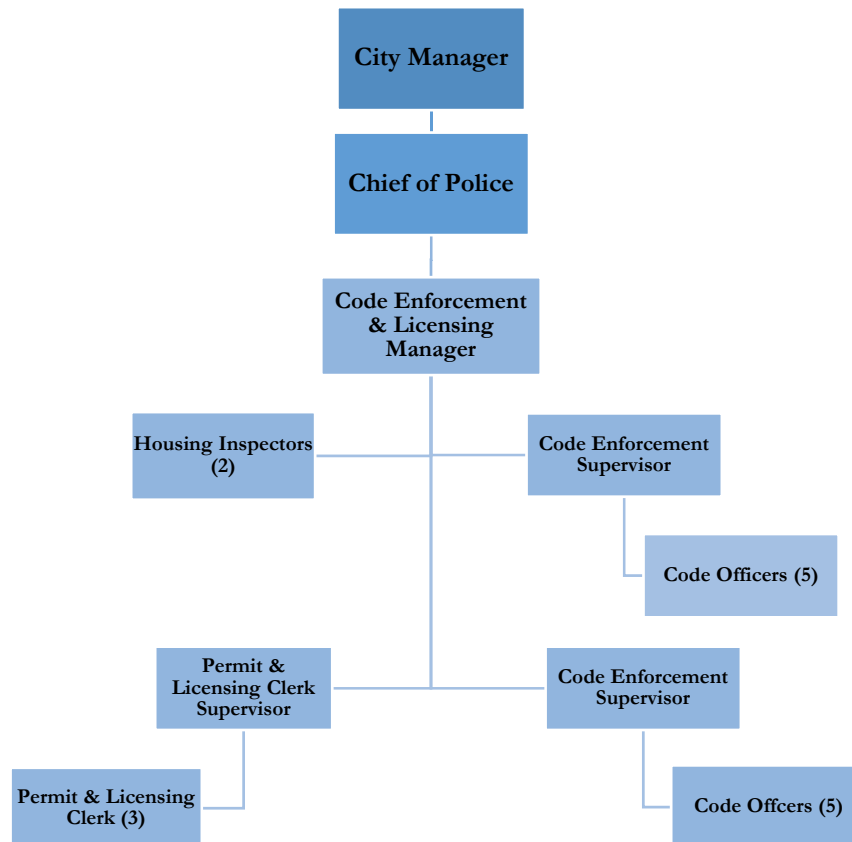 City Manager
Chief of Police
Code Enforcement
& Licensing
Manager
Housing Inspectors
(2)
Code Enforcement
Supervisor
Code Officers (5)
Permit &
Licensing Clerk
Supervisor
Code Enforcement
Supervisor
Permit & Licensing
Clerk (3)
Code Offcers (5)